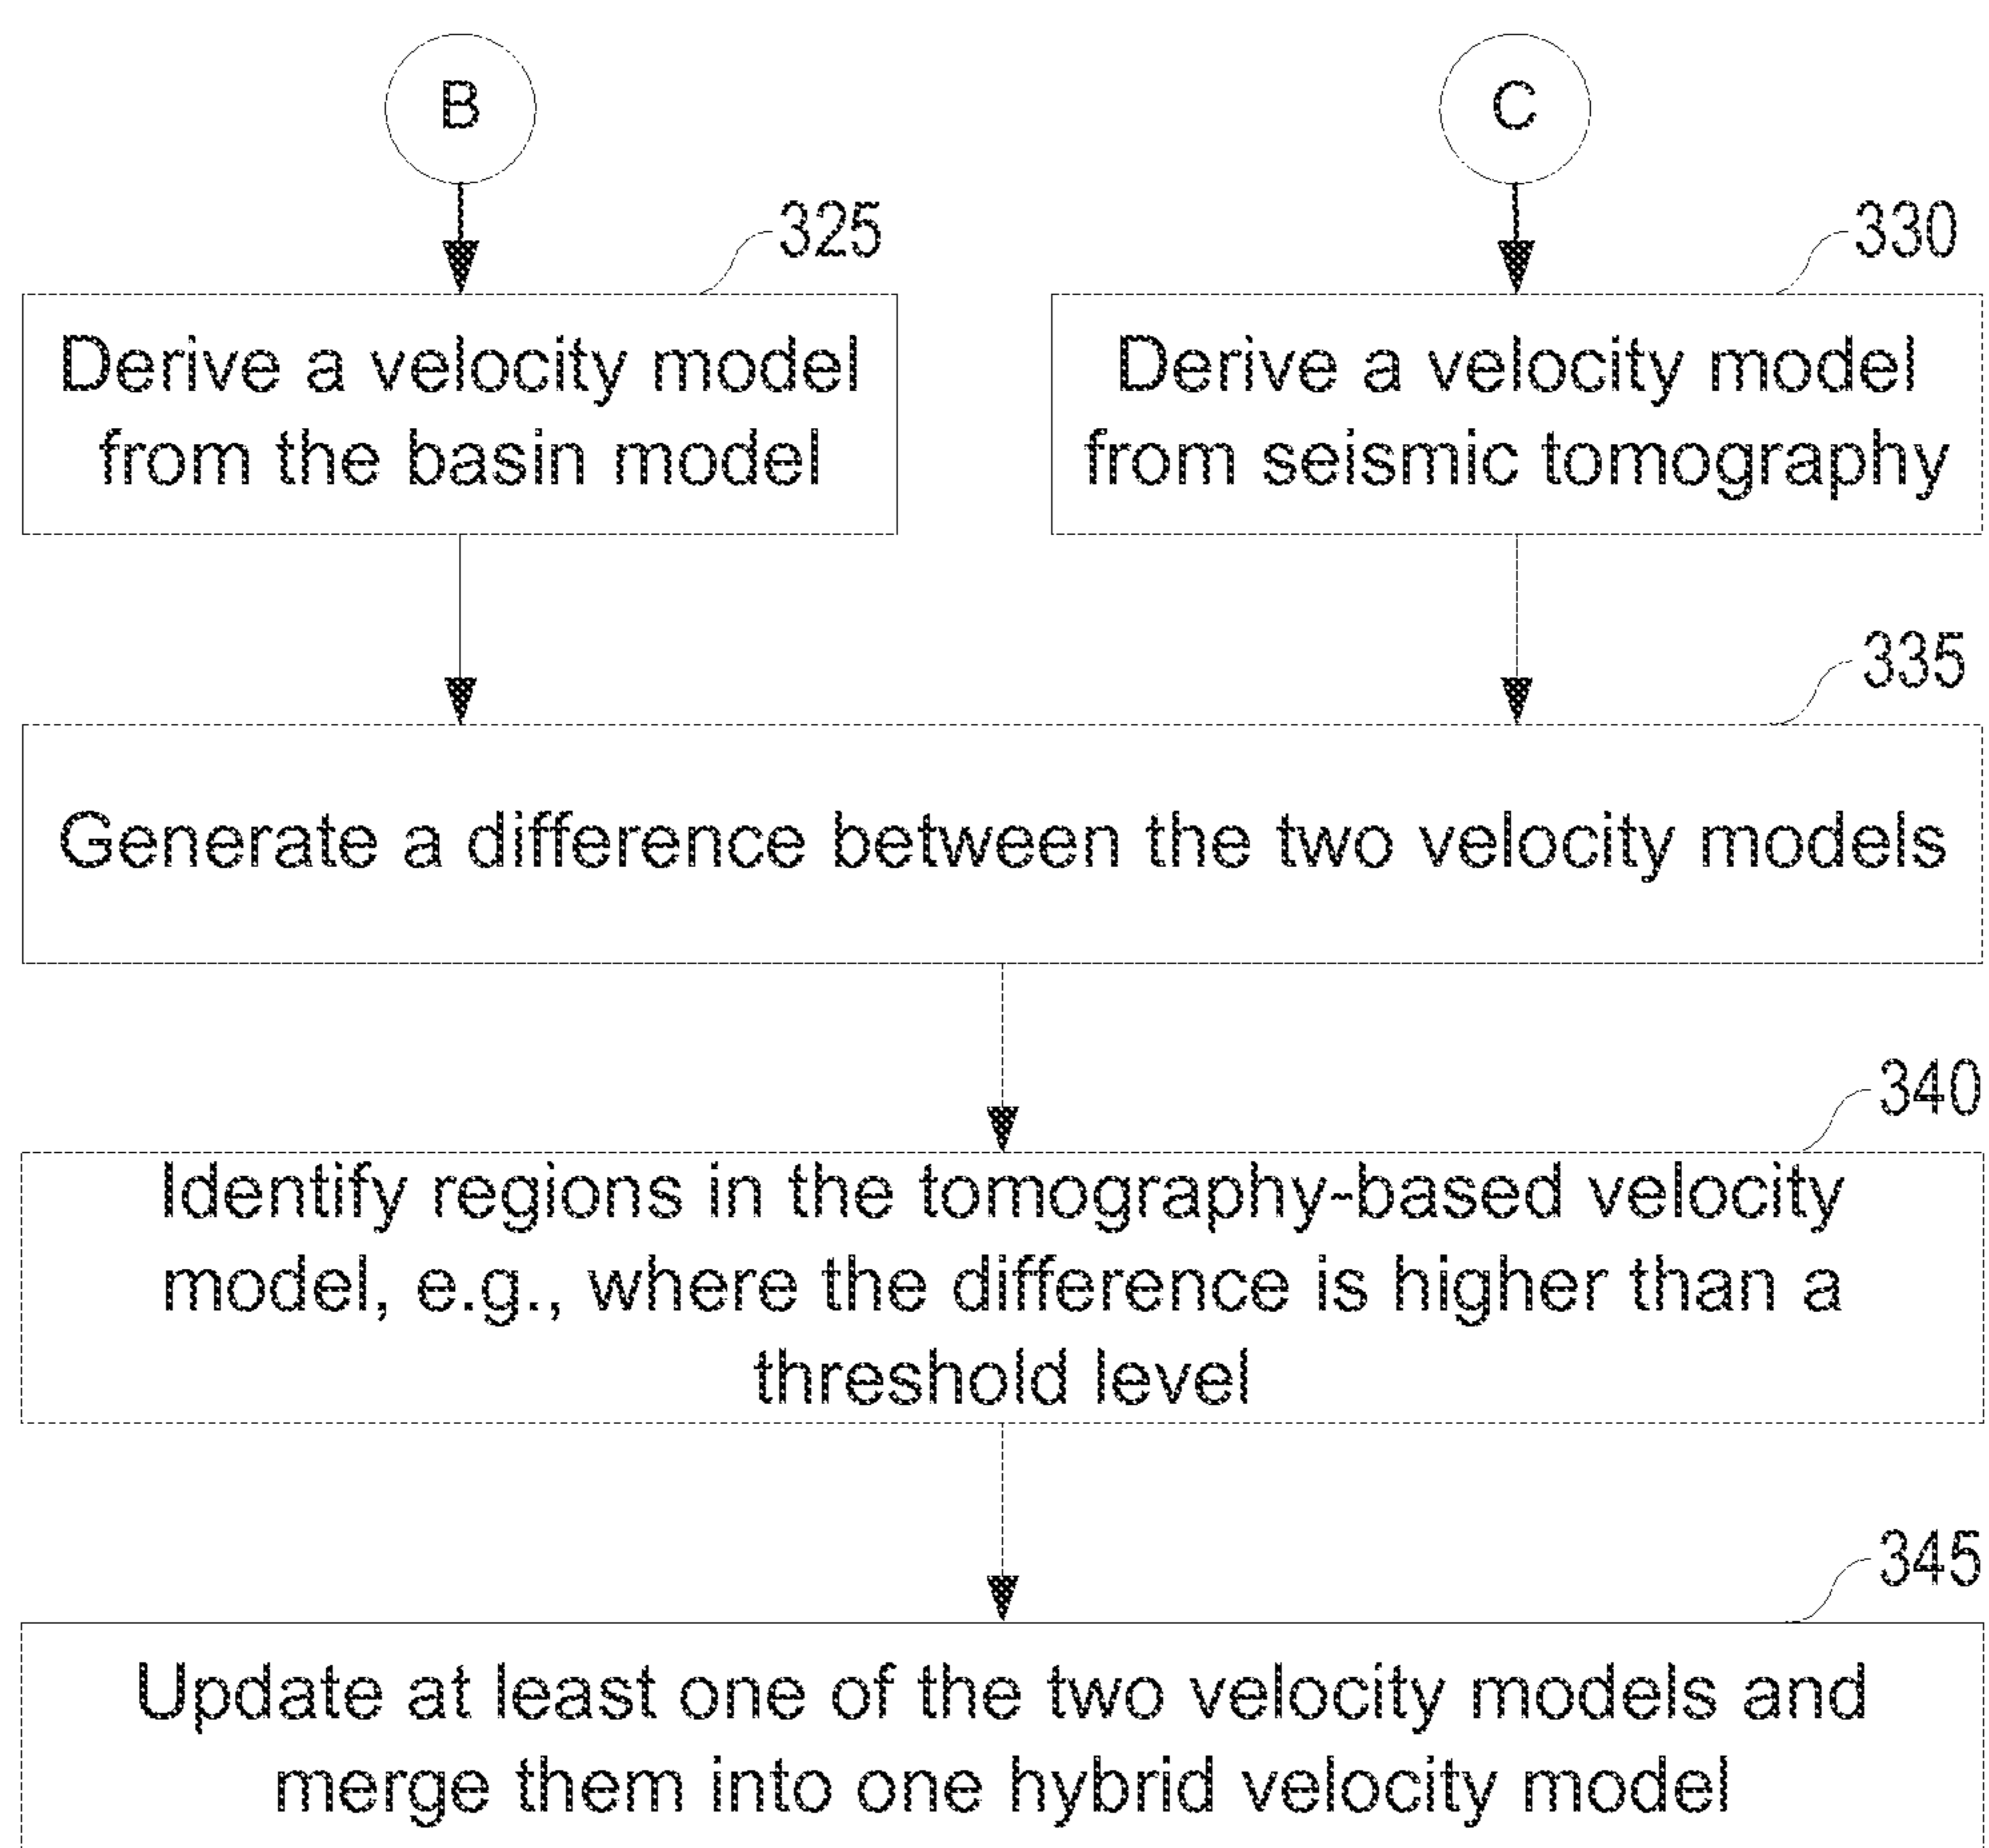 B
C
325
330
Derive a velocity model
from the basin model
Derive a velocity model
from seismic tomography
335
Generate a difference between the two velocity models
340
Identify regions in the tomography-based velocity
model, e.g., where the difference is higher than a
threshold level
345
Update at least one of the two velocity models and
merge them into one hybrid velocity model